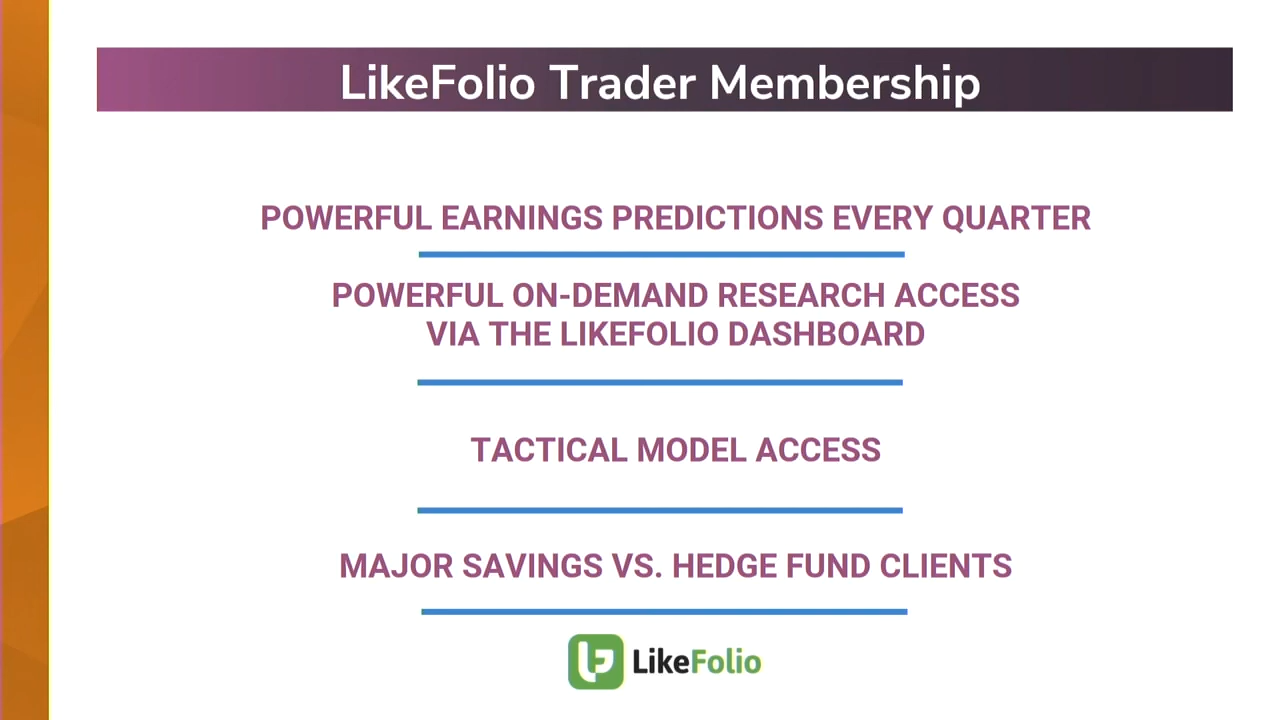 LikeFolio Trader Membership
POWERFUL EARNINGS PREDICTIONS EVERY QUARTER
POWERFUL ON-DEMAND RESEARCH ACCESS
VIA THE LIKEFOLIO DASHBOARD
TACTICAL MODEL ACCESS
MAJOR SAVINGS VS. HEDGE FUND CLIENTS
LikeFolio